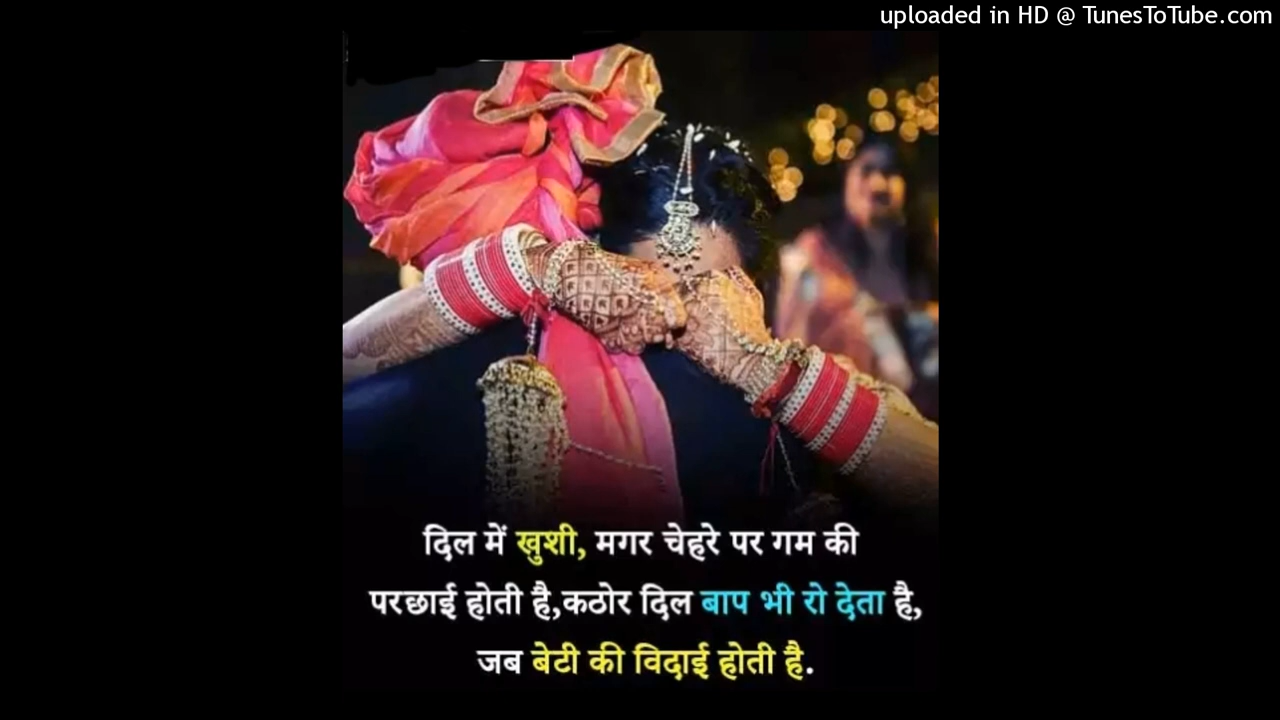 uploaded in HD @ TunesToTube.com
दिल में खुशी, मगर चेहरे पर गम की
परछाई होती है,कठोर दिल बाप भी रो देता है,
जब बेटी की विदाई होती है.